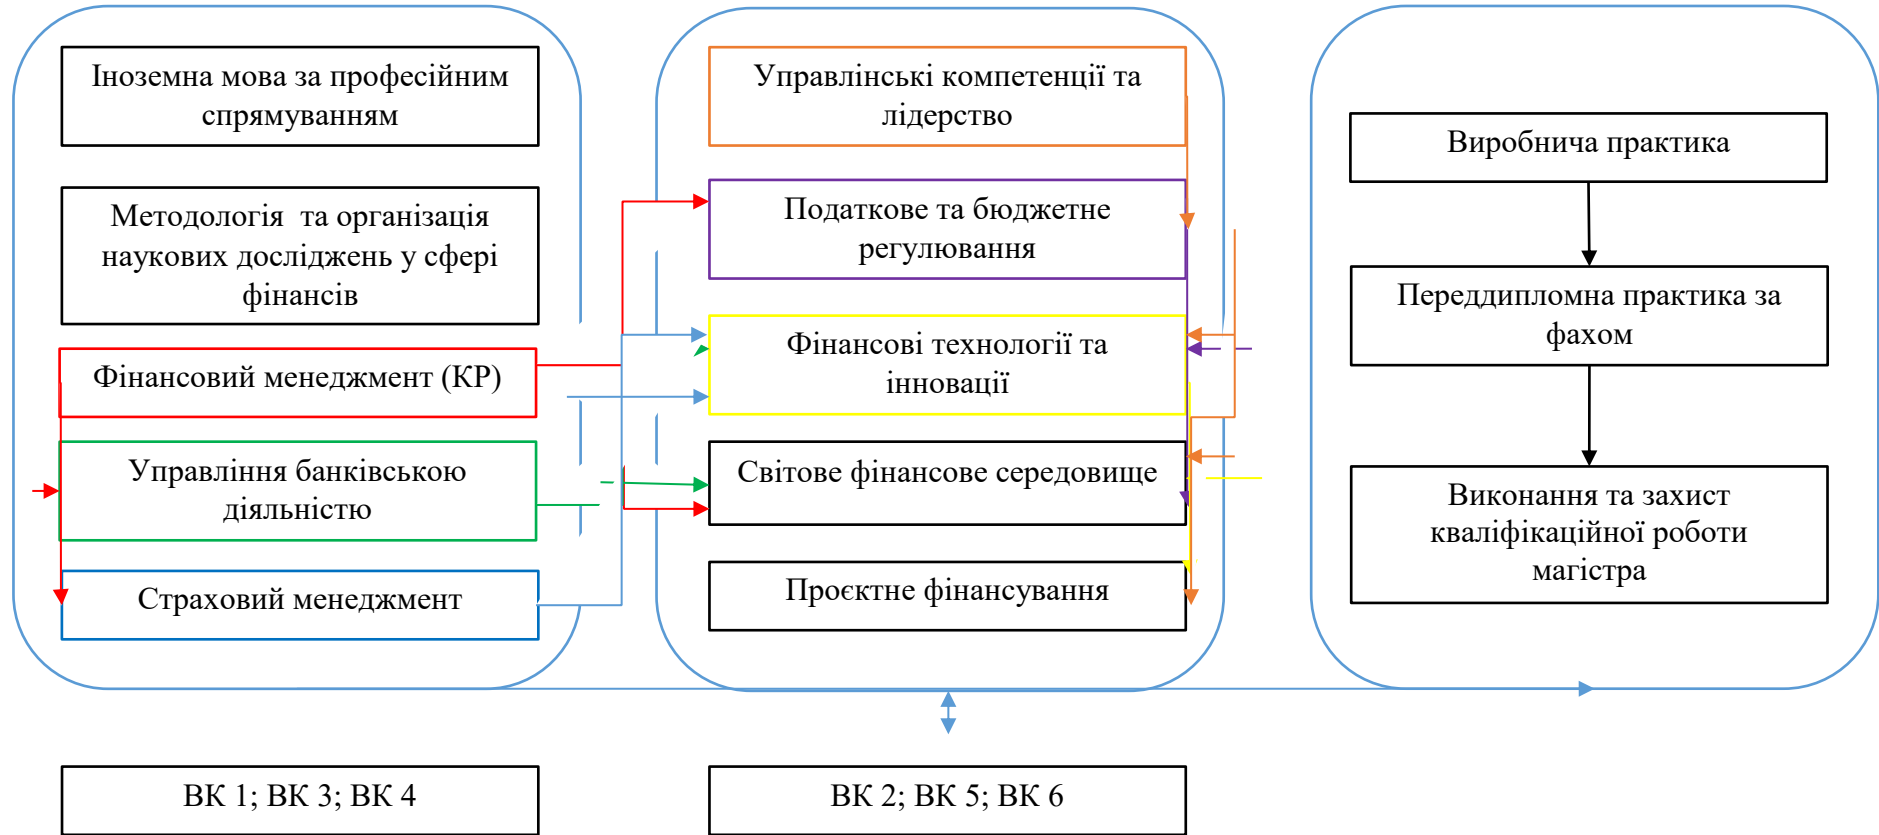 Іноземна мова за професійним
спрямуванням
Методологія та організація
наукових досліджень у сфері
фінансів
Фінансовий менеджмент (КР)
Управління банківською
діяльністю
Страховий менеджмент
ВК 1; ВК 3; ВК 4
Управлінські компетенції та
лідерство
Податкове та бюджетне
регулювання
Фінансові технології та
інновації
Світове фінансове середовище
Проєктне фінансування
ВК 2; ВК 5; ВК 6
Виробнича практика
Переддипломна практика за
фахом
Виконання та захист
кваліфікаційної роботи
магістра